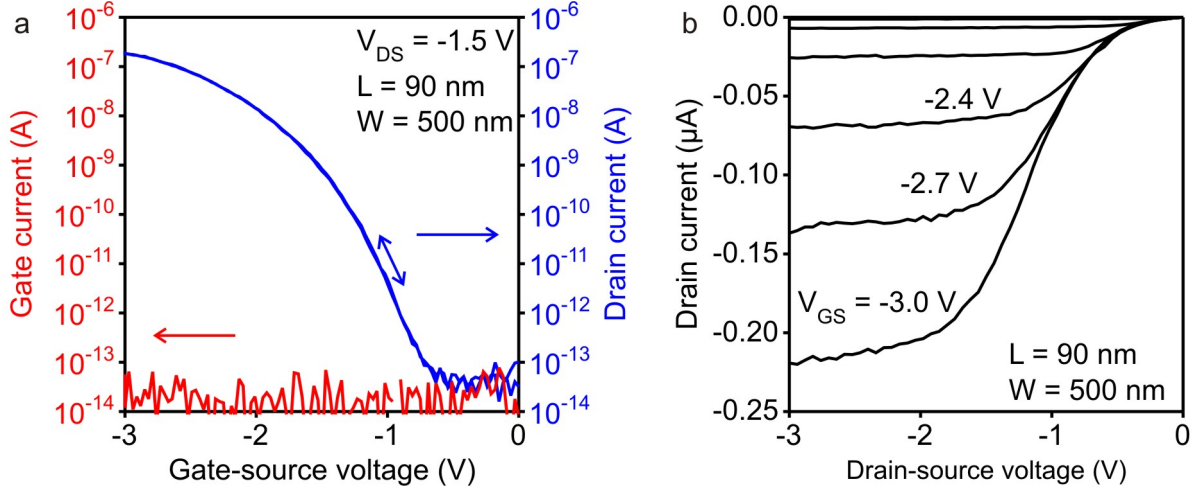 a
V_DS = -1.5 V
L = 90 nm
W = 500 nm
Gate current (A)
10^-6
10^-7
10^-8
10^-9
10^-10
10^-11
10^-12
10^-13
10^-14
Drain current (A)
10^-6
10^-7
10^-8
10^-9
10^-10
10^-11
10^-12
10^-13
10^-14
-3
-2
-1
0
Gate-source voltage (V)
b
Drain current (µA)
0.00
-0.05
-0.10
-0.15
-0.20
-0.25
-2.4 V
-2.7 V
V_GS = -3.0 V
L = 90 nm
W = 500 nm
-3
-2
-1
0
Drain-source voltage (V)